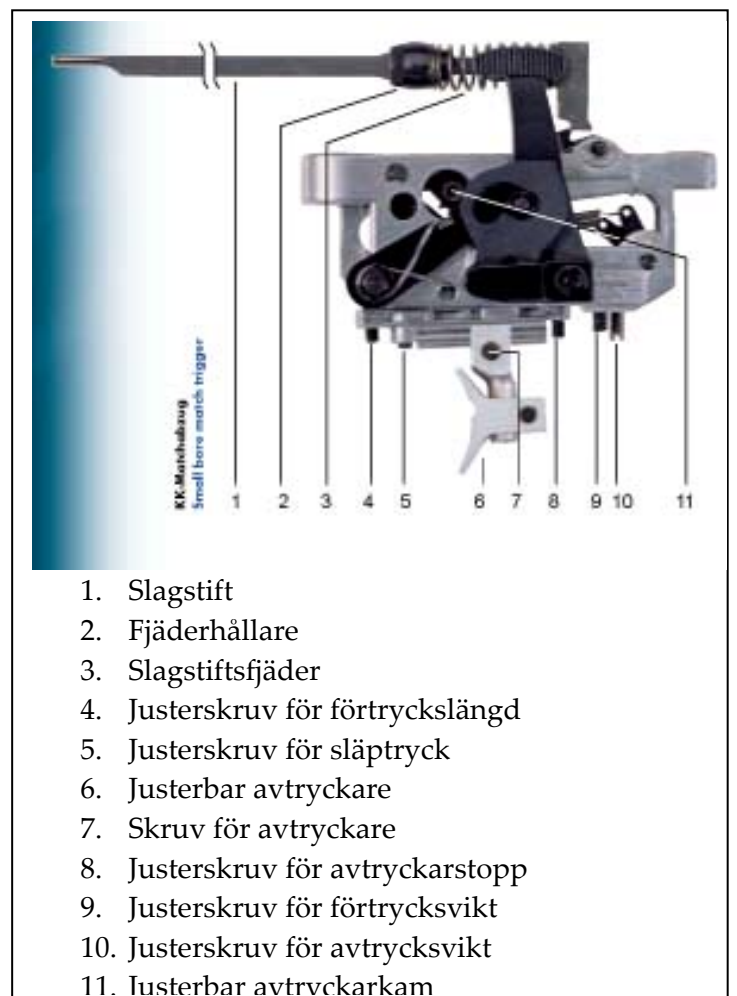 KK-Matchabzug
Small bore match trigger
1 2 3 4 5 6 7 8 9 10 11
1. Slagstift
2. Fjäderhållare
3. Slagstiftsfjäder
4. Justerskruv för förtryckslängd
5. Justerskruv för släptryck
6. Justerbar avtryckare
7. Skruv för avtryckare
8. Justerskruv för avtryckarstopp
9. Justerskruv för förtrycksvikt
10. Justerskruv för avtrycksvikt
11. Justerbar avtryckarkam